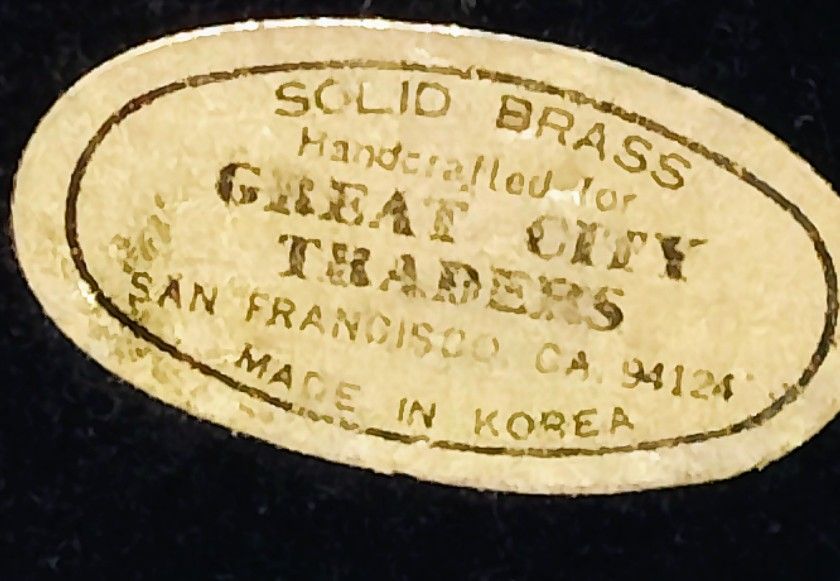 SOLID BRASS
Handcrafted for
GREAT CITY
TRADERS
SAN FRANCISCO, CA. 94124
MADE IN KOREA